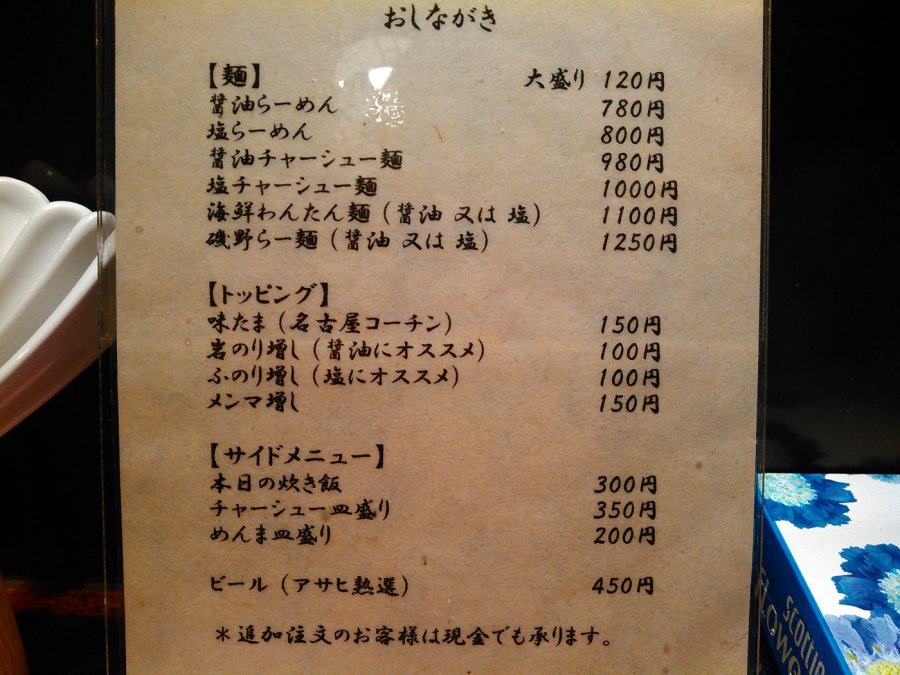 おしながき
【麺】 大盛り 120円
醤油らーめん 780円
塩らーめん 800円
醤油チャーシュー麺 980円
塩チャーシュー麺 1000円
海鮮わんたん麺(醤油 又は 塩) 1100円
磯野らー麺(醤油 又は 塩) 1250円
【トッピング】
味たま(名古屋コーチン) 150円
岩のり増し(醤油にオススメ) 100円
ふのり増し(塩にオススメ) 100円
メンマ増し 150円
【サイドメニュー】
本日の炊き飯 300円
チャーシュー皿盛り 350円
めんま皿盛り 200円
ビール(アサヒ熟選) 450円
*追加注文のお客様は現金でも承ります。